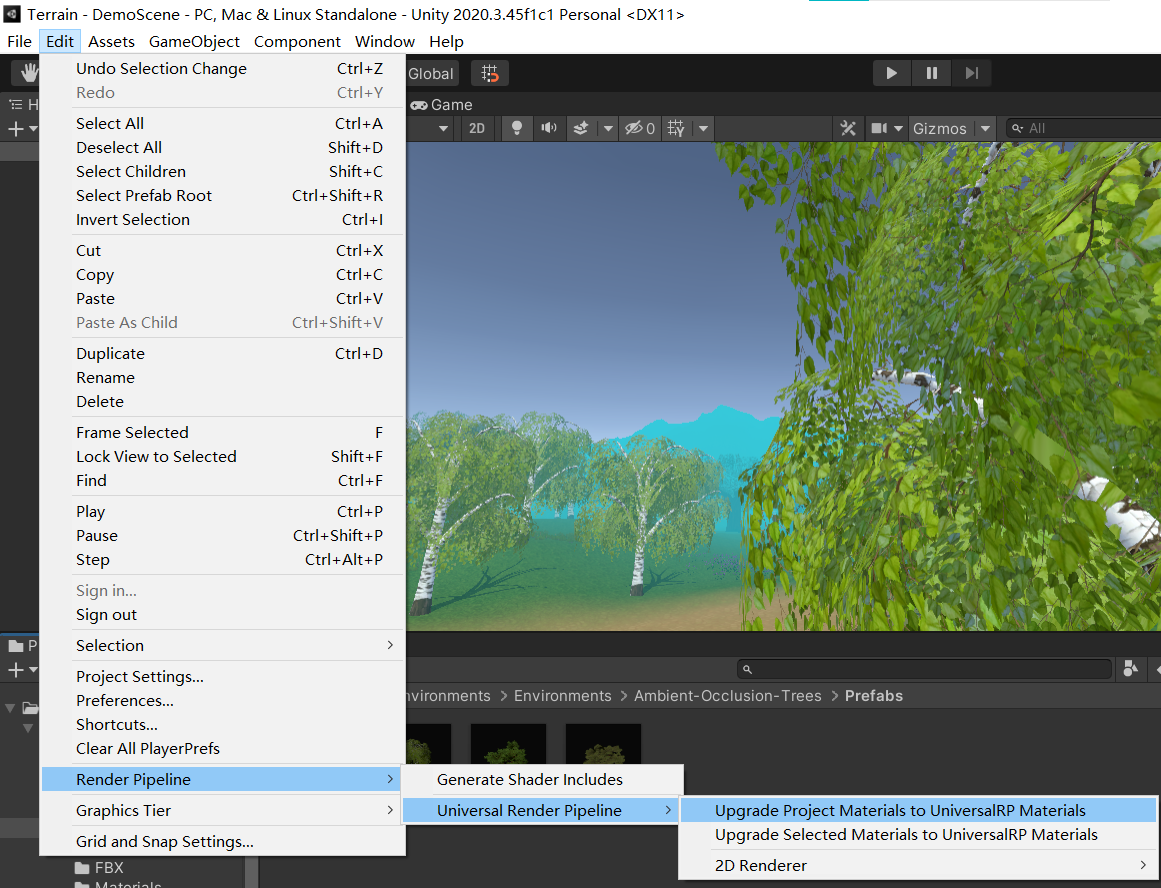 Terrain - DemoScene - PC, Mac & Linux Standalone - Unity 2020.3.45f1c1 Personal <DX11>
File Edit Assets GameObject Component Window Help
Undo Selection Change Ctrl+Z
Global
Redo Ctrl+Y
H
Game
Select All Ctrl+A
2D
0
Gizmos
All
Deselect All Shift+D
Select Children Shift+C
Select Prefab Root Ctrl+Shift+R
Invert Selection Ctrl+I
Cut Ctrl+X
Copy Ctrl+C
Paste Ctrl+V
Paste As Child Ctrl+Shift+V
Duplicate Ctrl+D
Rename
Delete
Frame Selected F
Lock View to Selected Shift+F
Find Ctrl+F
Play Ctrl+P
Pause Ctrl+Shift+P
Step Ctrl+Alt+P
Sign in...
Sign out
Selection >
P
Project Settings...
Preferences...
nvironments > Environments > Ambient-Occlusion-Trees > Prefabs
Shortcuts...
Clear All PlayerPrefs
Render Pipeline >
Generate Shader Includes
Graphics Tier >
Universal Render Pipeline >
Upgrade Project Materials to UniversalRP Materials
Upgrade Selected Materials to UniversalRP Materials
Grid and Snap Settings...
2D Renderer >
FBX
Materials